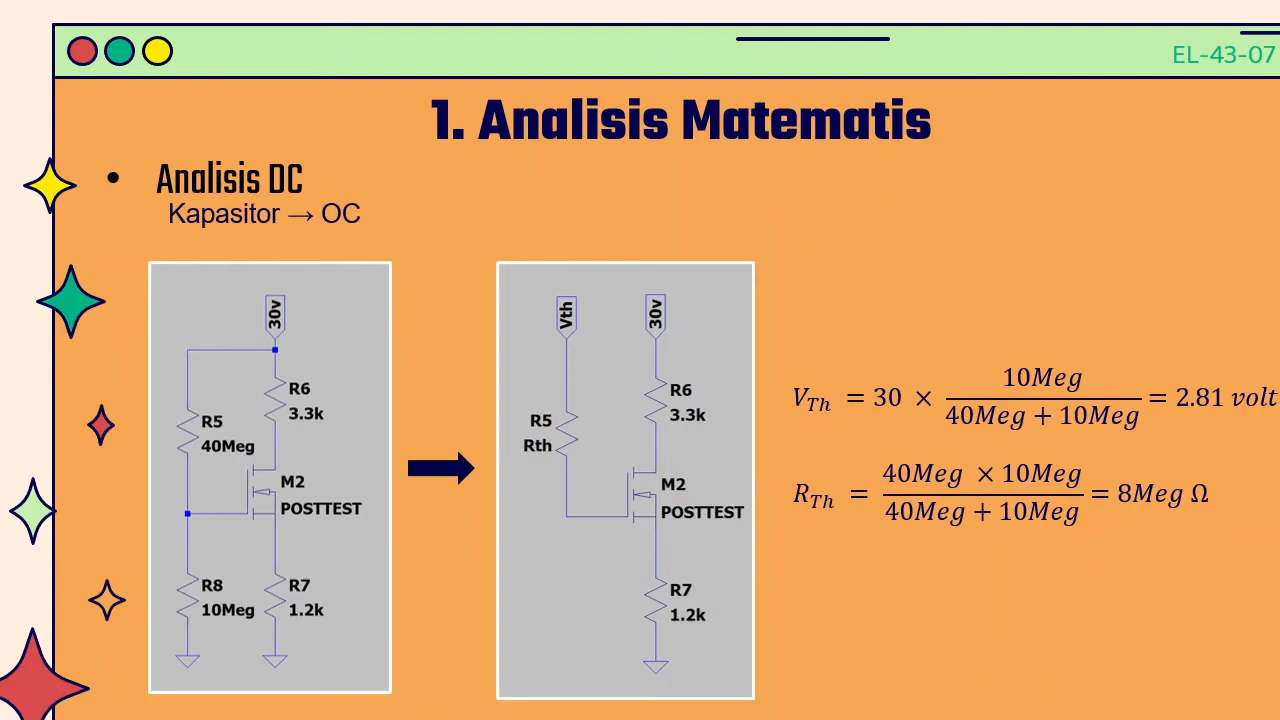 EL-43-07
1. Analisis Matematis
• Analisis DC
Kapasitor → OC
30v
R6
3.3k
R5
40Meg
M2
POSTTEST
R8
10Meg
R7
1.2k
Vth
30v
R6
3.3k
R5
Rth
M2
POSTTEST
R7
1.2k
V_Th = 30 × 10Meg / (40Meg + 10Meg) = 2.81 volt
R_Th = (40Meg × 10Meg) / (40Meg + 10Meg) = 8Meg Ω